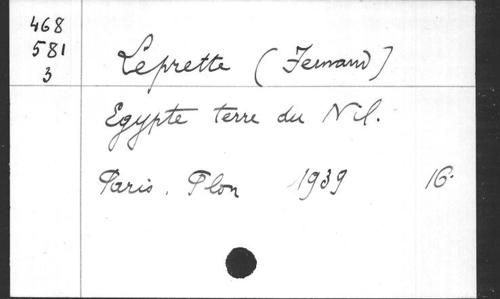 468
581
3
Leprette (Fernand)
Egypte terre du Nil.
Paris. Plon 1939 16·